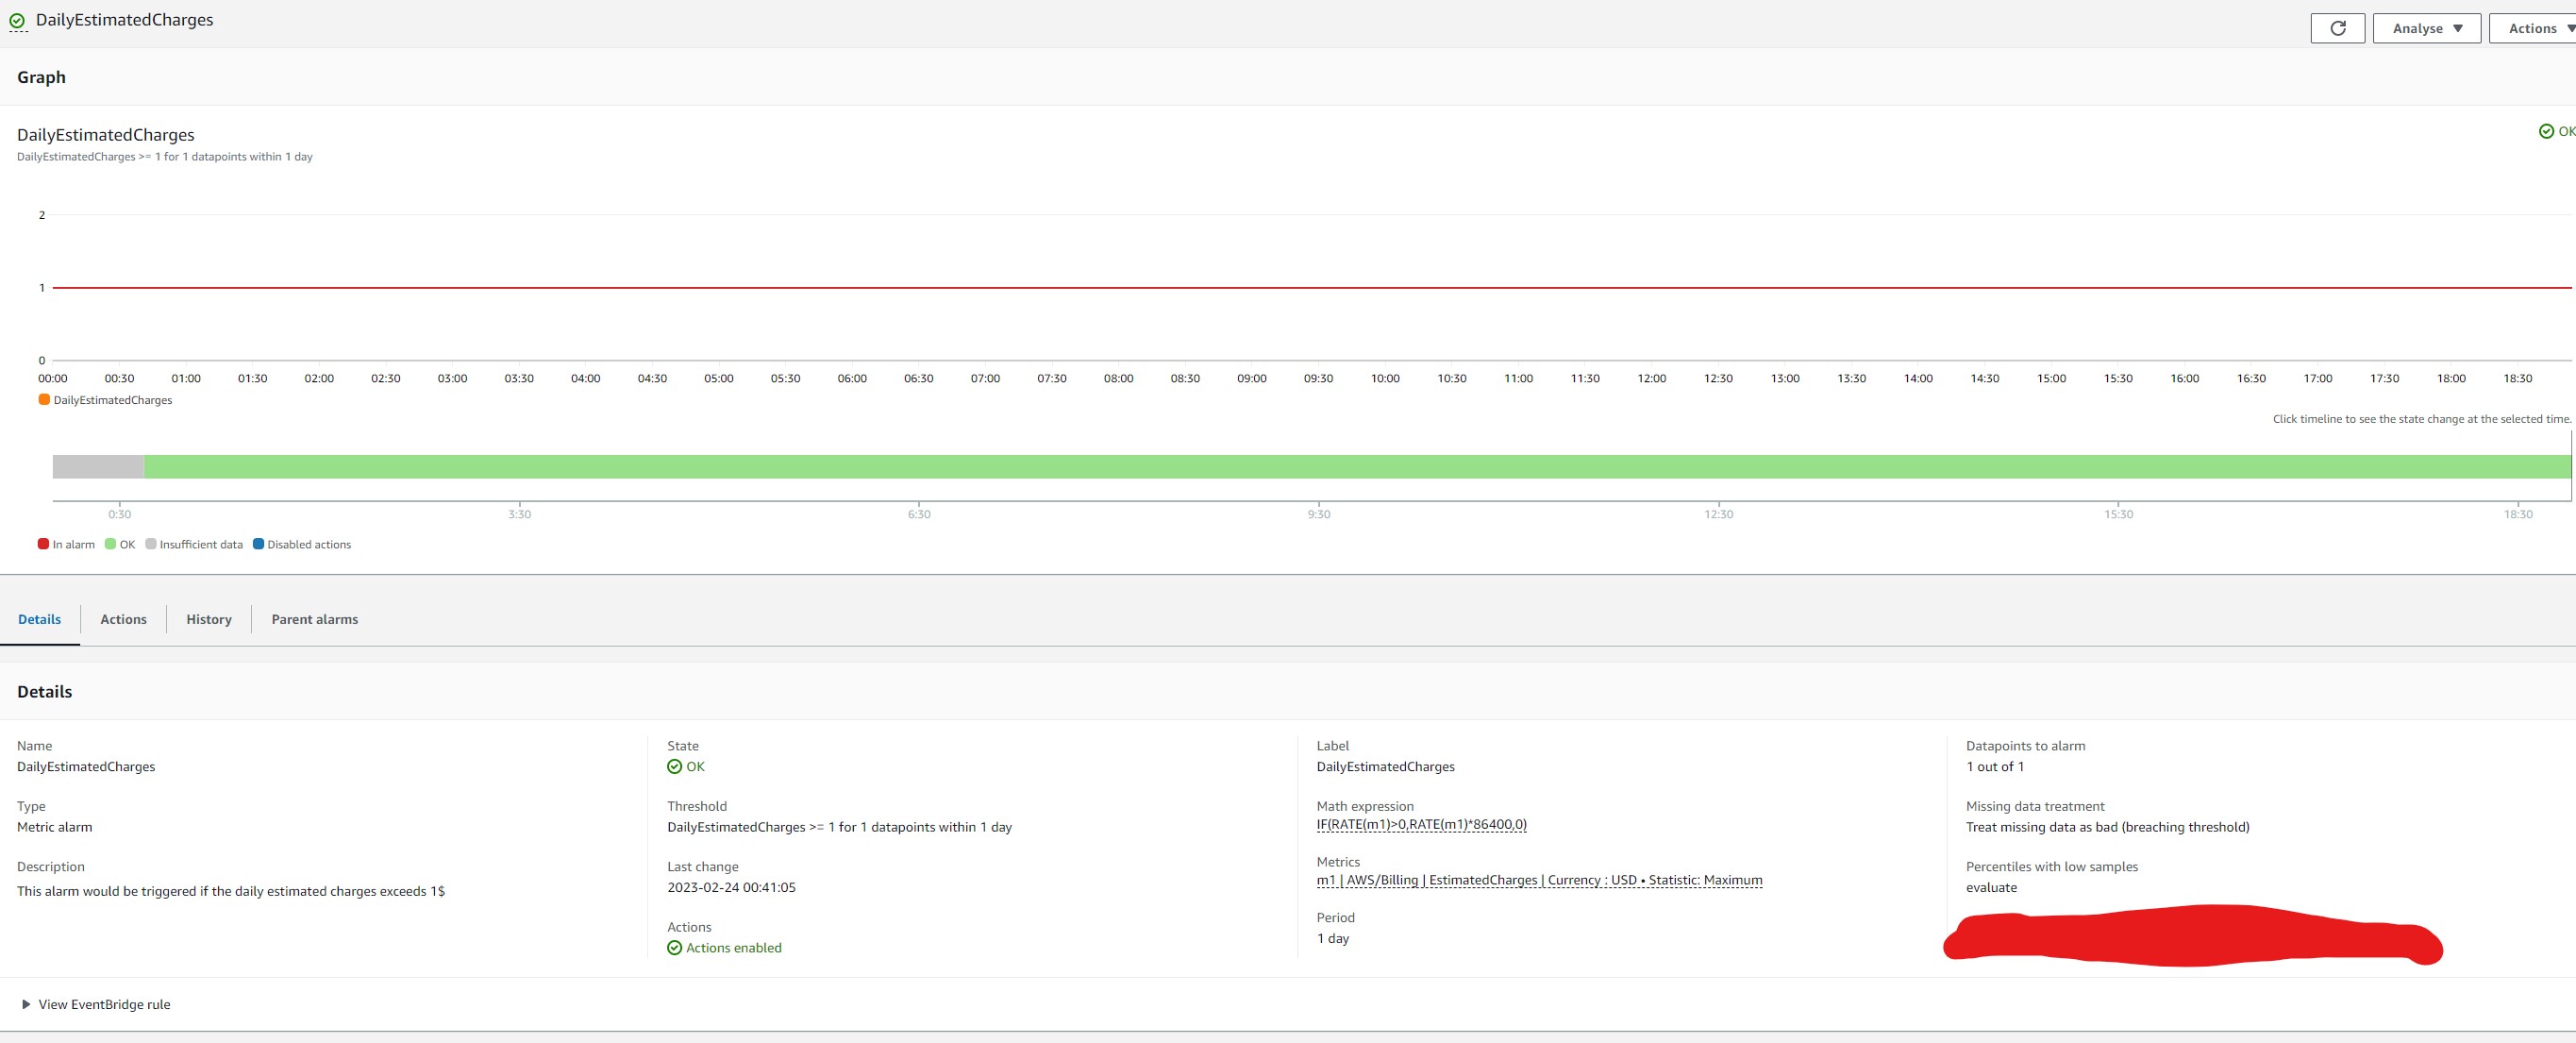 DailyEstimatedCharges
Analyse
Actions
Graph
DailyEstimatedCharges
OK
DailyEstimatedCharges >= 1 for 1 datapoints within 1 day
2
1
0
00:00 00:30 01:00 01:30 02:00 02:30 03:00 03:30 04:00 04:30 05:00 05:30 06:00 06:30 07:00 07:30 08:00 08:30 09:00 09:30 10:00 10:30 11:00 11:30 12:00 12:30 13:00 13:30 14:00 14:30 15:00 15:30 16:00 16:30 17:00 17:30 18:00 18:30
DailyEstimatedCharges
Click timeline to see the state change at the selected time.
0:30 3:30 6:30 9:30 12:30 15:30 18:30
In alarm OK Insufficient data Disabled actions
Details Actions History Parent alarms
Details
Name
DailyEstimatedCharges
Type
Metric alarm
Description
This alarm would be triggered if the daily estimated charges exceeds 1$
State
OK
Threshold
DailyEstimatedCharges >= 1 for 1 datapoints within 1 day
Last change
2023-02-24 00:41:05
Actions
Actions enabled
Label
DailyEstimatedCharges
Math expression
IF(RATE(m1)>0,RATE(m1)*86400,0)
Metrics
m1 | AWS/Billing | EstimatedCharges | Currency : USD • Statistic: Maximum
Period
1 day
Datapoints to alarm
1 out of 1
Missing data treatment
Treat missing data as bad (breaching threshold)
Percentiles with low samples
evaluate
View EventBridge rule